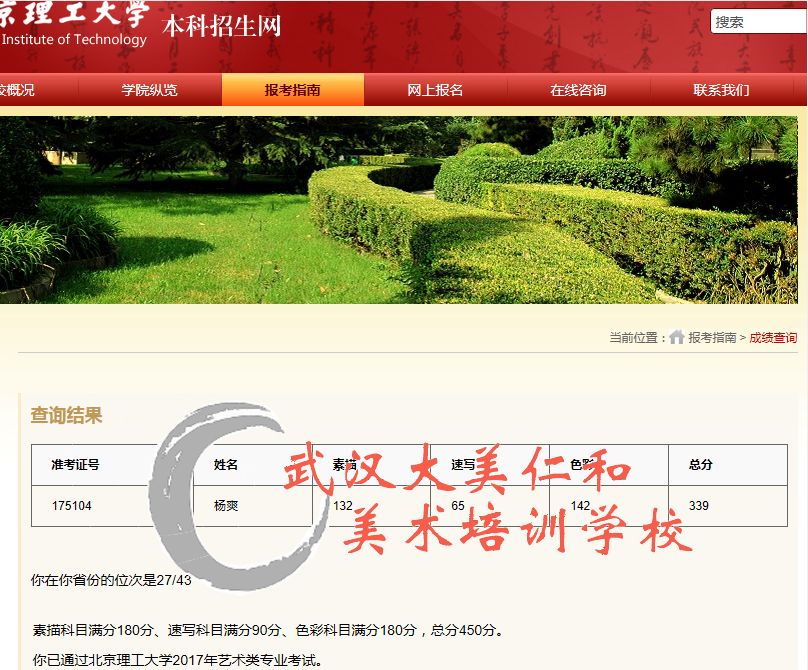 京理工大学 本科招生网
Institute of Technology
搜索
校概况 学院纵览 报考指南 网上报名 在线咨询 联系我们
当前位置： 报考指南 > 成绩查询
查询结果
准考证号 姓名 素描 速写 色彩 总分
175104 杨爽 132 65 142 339
武汉大美仁和
美术培训学校
你在你省份的位次是27/43
素描科目满分180分、速写科目满分90分、色彩科目满分180分，总分450分。
你已通过北京理工大学2017年艺术类专业考试。